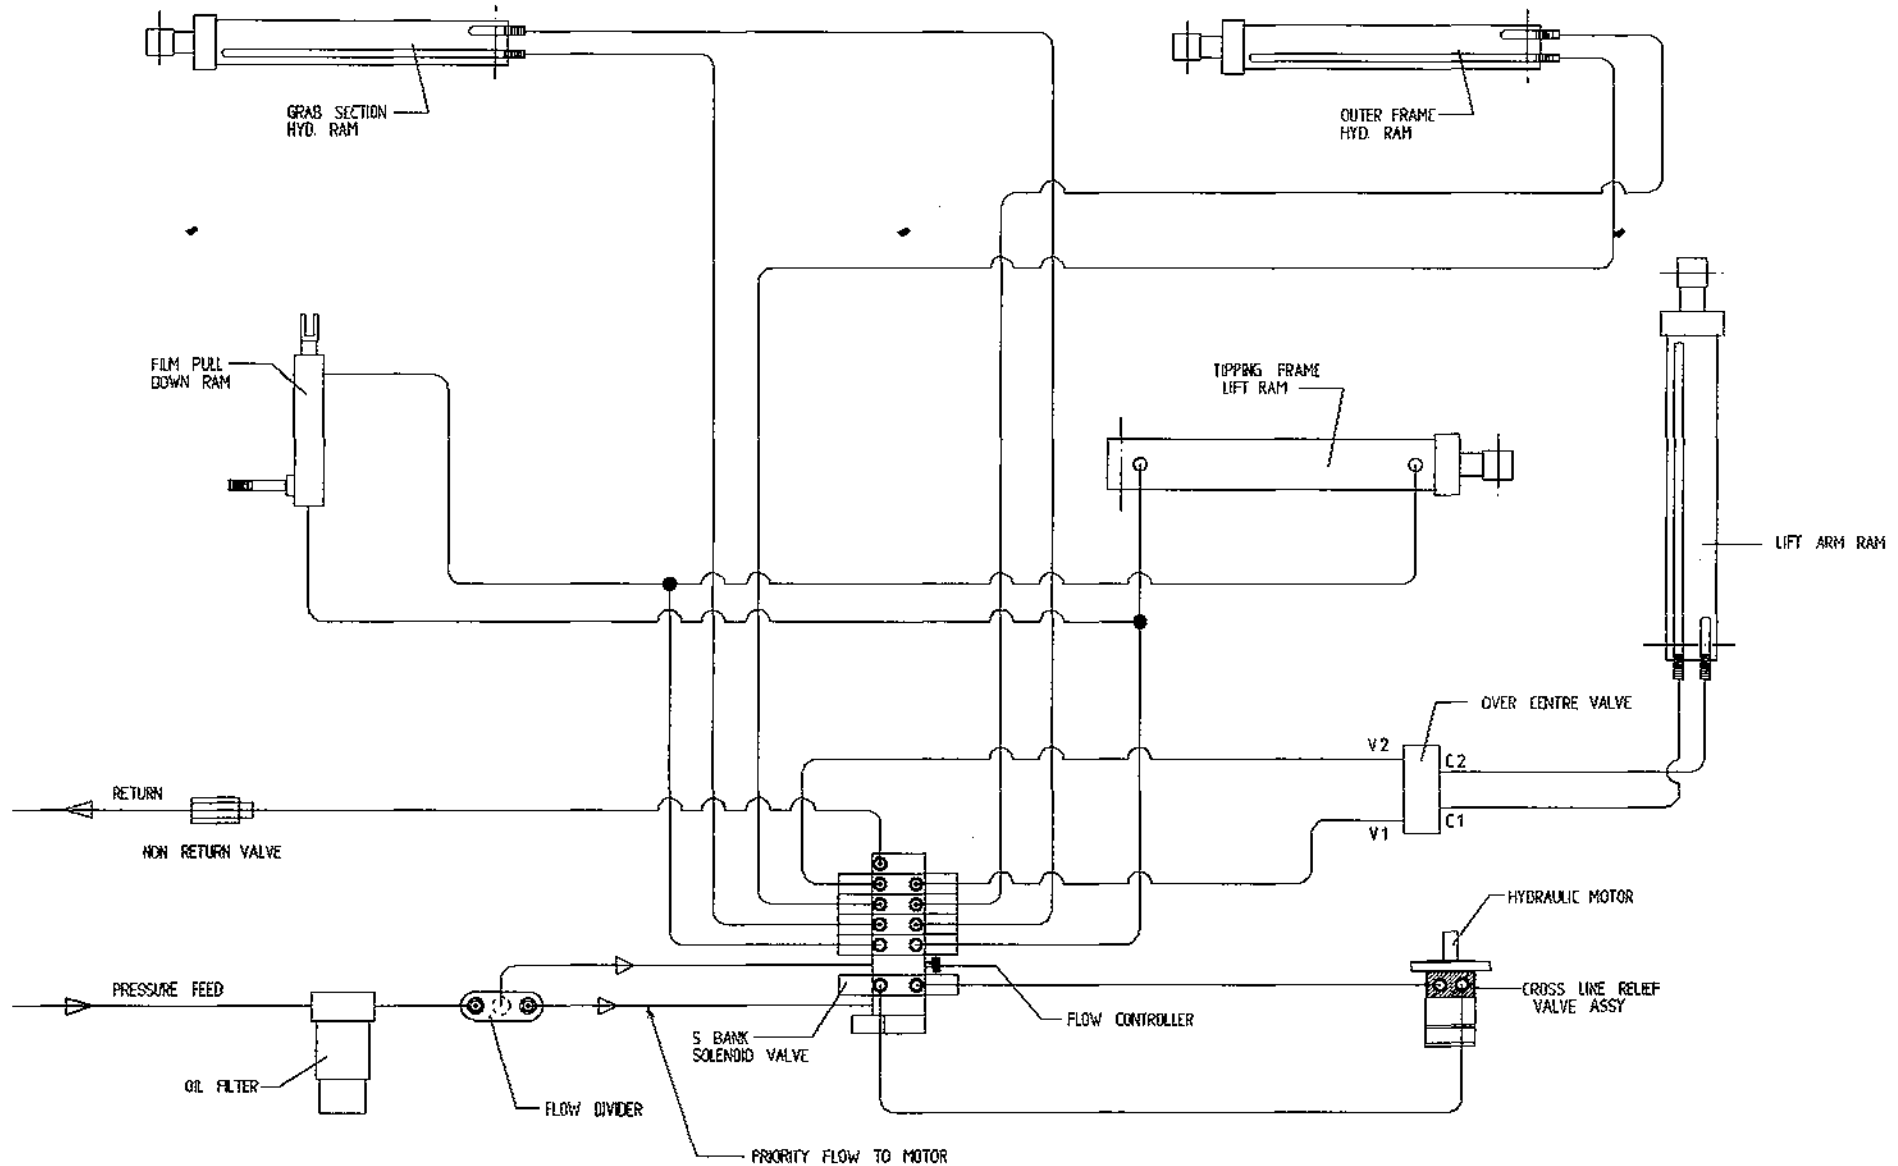 GRAB SECTION
HYD. RAM
OUTER FRAME
HYD. RAM
FILM PULL
DOWN RAM
TIPPING FRAME
LIFT RAM
LIFT ARM RAM
OVER CENTRE VALVE
V2
C2
RETURN
V1
C1
NON RETURN VALVE
HYDRAULIC MOTOR
PRESSURE FEED
CROSS LINE RELIEF
VALVE ASSY
FLOW CONTROLLER
5 BANK
SOLENOID VALVE
OIL FILTER
FLOW DIVIDER
PRIORITY FLOW TO MOTOR